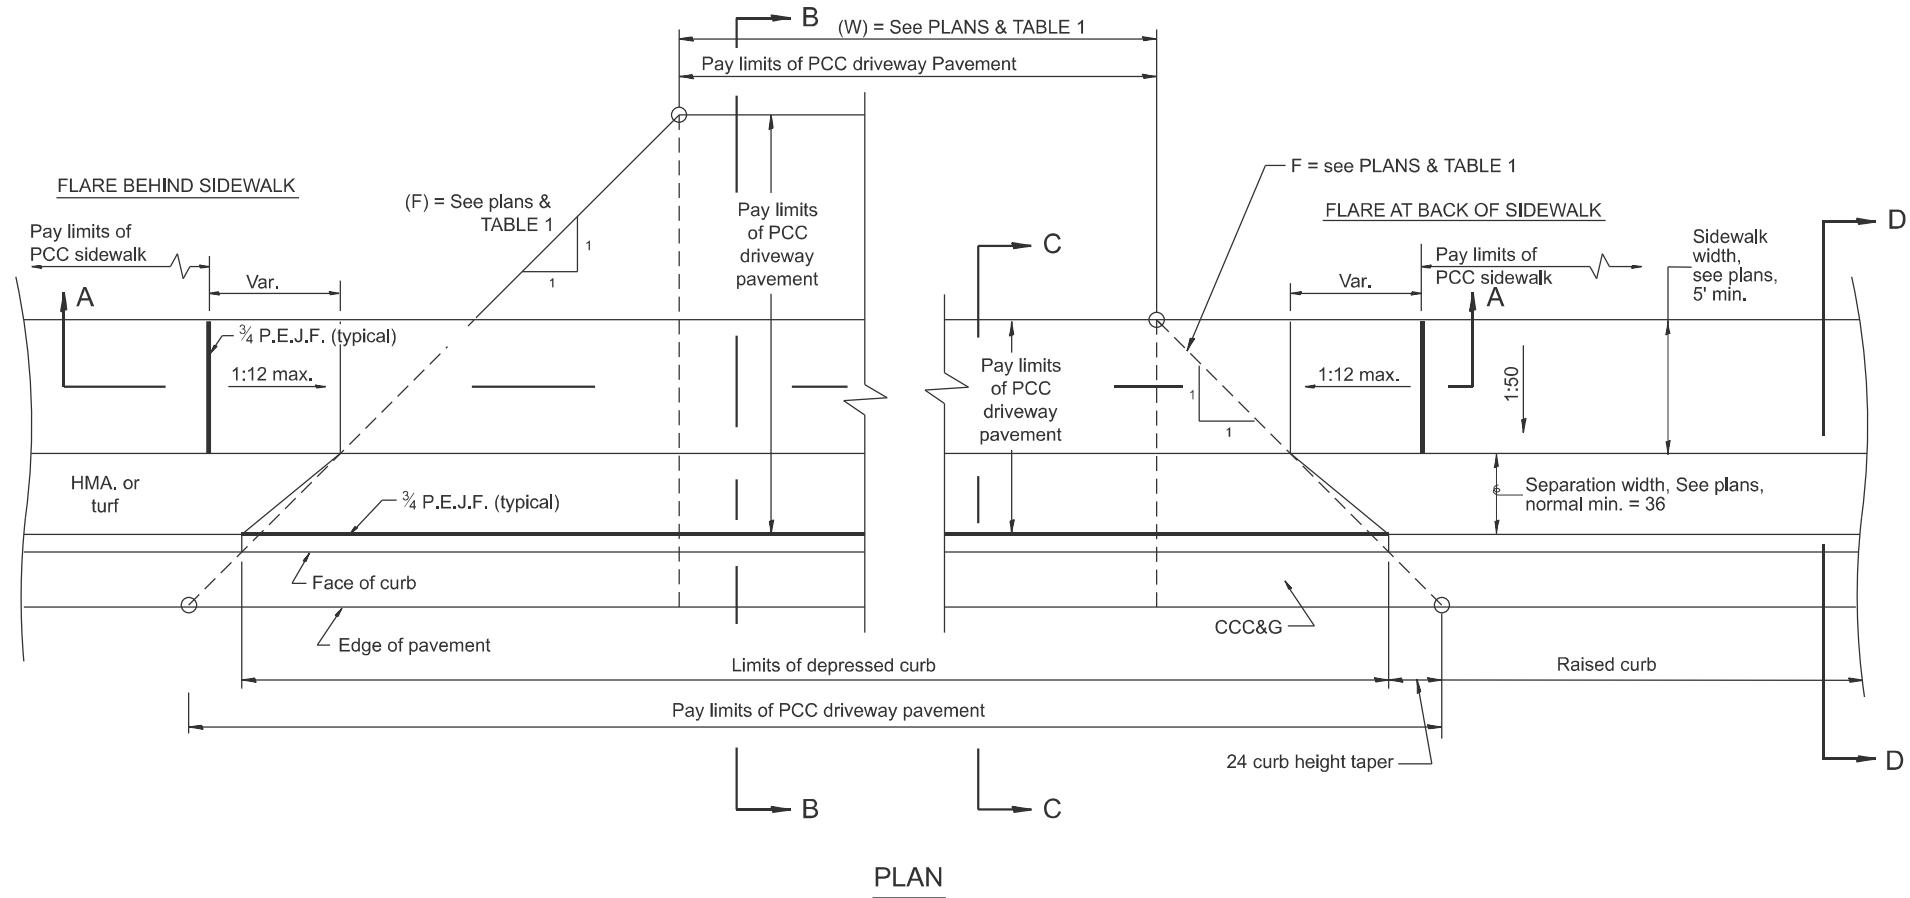 B
(W) = See PLANS & TABLE 1
Pay limits of PCC driveway Pavement
FLARE BEHIND SIDEWALK
(F) = See plans &
TABLE 1
1
1
Pay limits of
PCC sidewalk
Var.
A
¾ P.E.J.F. (typical)
1:12 max.
Pay limits
of PCC
driveway
pavement
C
Pay limits
of PCC
driveway
pavement
F = see PLANS & TABLE 1
FLARE AT BACK OF SIDEWALK
D
Sidewalk
width,
see plans,
5' min.
Pay limits of
PCC sidewalk
Var.
A
1:12 max.
1:50
1
1
HMA. or
turf
¾ P.E.J.F. (typical)
6
Separation width, See plans,
normal min. = 36
Face of curb
Edge of pavement
CCC&G
Limits of depressed curb
Raised curb
Pay limits of PCC driveway pavement
24 curb height taper
D
B
C
PLAN